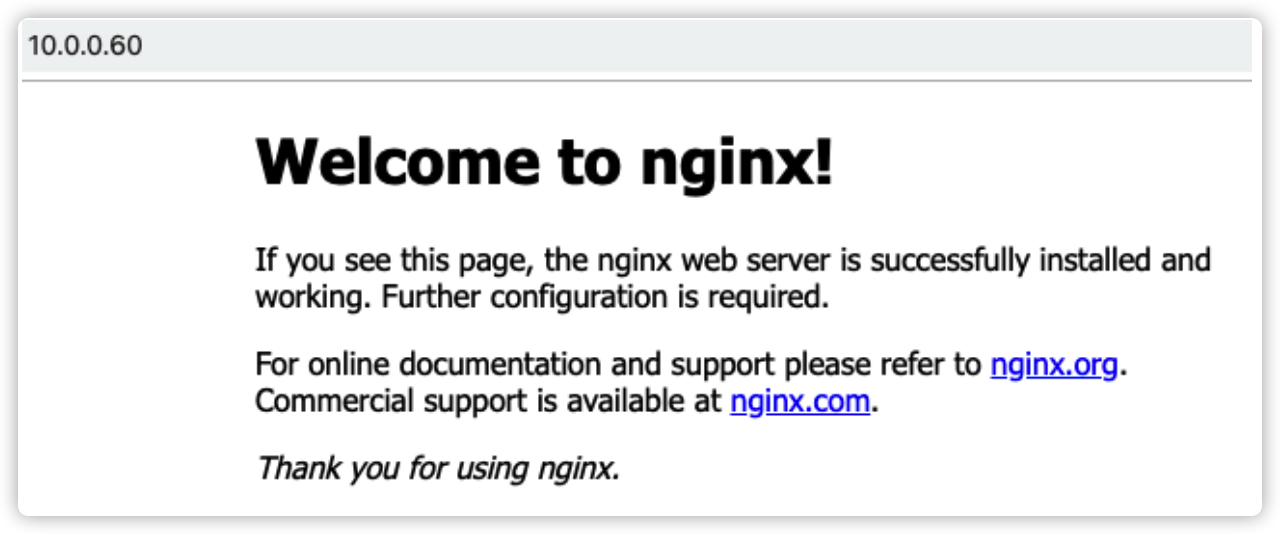 10.0.0.60
Welcome to nginx!
If you see this page, the nginx web server is successfully installed and
working. Further configuration is required.
For online documentation and support please refer to nginx.org.
Commercial support is available at nginx.com.
Thank you for using nginx.